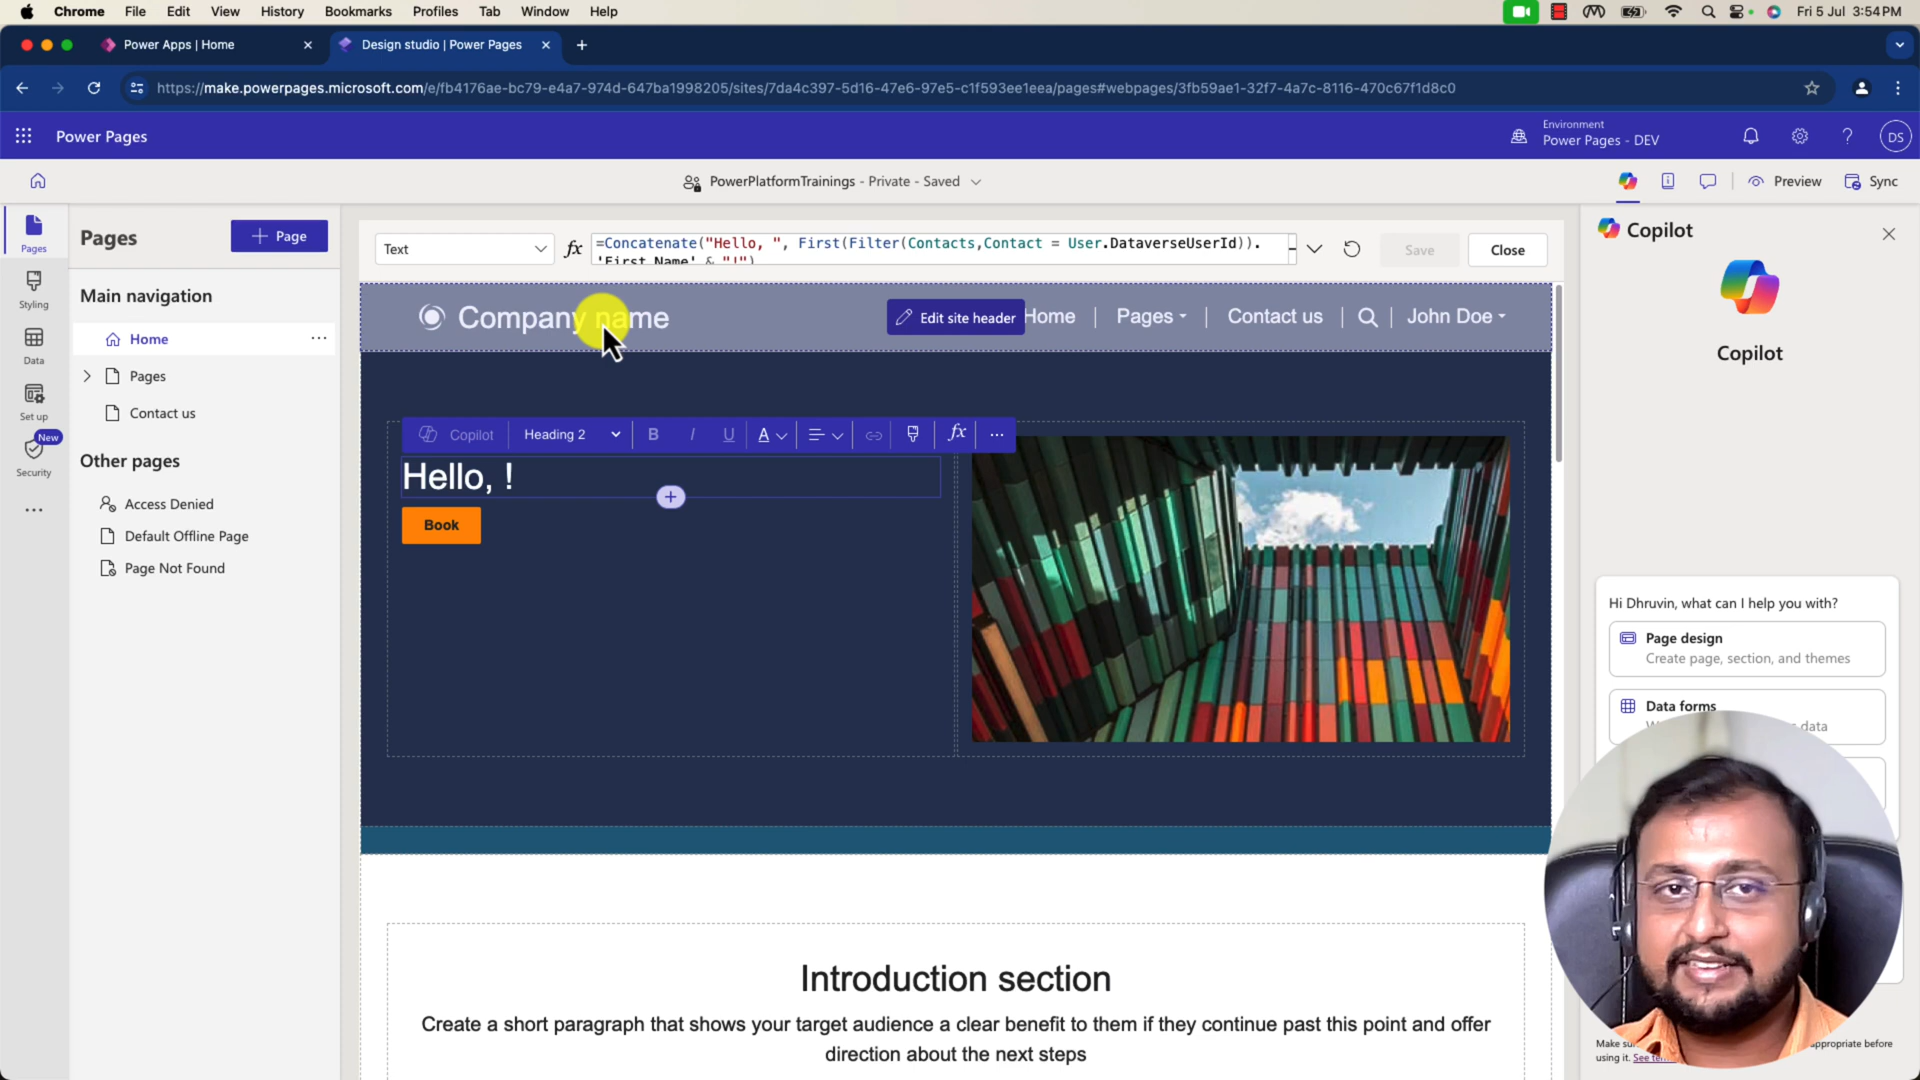 Chrome File Edit View History Bookmarks Profiles Tab Window Help
Fri 5 Jul 3:54 PM
Power Apps | Home
Design studio | Power Pages
https://make.powerpages.microsoft.com/e/fb4176ae-bc79-e4a7-974d-647ba1998205/sites/7da4c397-5d16-47e6-97e5-c1f593ee1eea/pages#webpages/3fb59ae1-32f7-4a7c-8116-470c67f1d8c0
Power Pages
Environment
Power Pages - DEV
DS
PowerPlatformTrainings - Private - Saved
Preview
Sync
Pages
Styling
Data
Set up
New
Security
Pages
Page
Main navigation
Home
Pages
Contact us
Other pages
Access Denied
Default Offline Page
Page Not Found
Text
fx
=Concatenate("Hello, ", First(Filter(Contacts,Contact = User.DataverseUserId)).
'First Name' & "!")
Save
Close
Company name
Edit site header
Home
Pages
Contact us
John Doe
Copilot
Heading 2
B I U A
fx
Hello, !
Book
Introduction section
Create a short paragraph that shows your target audience a clear benefit to them if they continue past this point and offer
direction about the next steps
Copilot
Copilot
Hi Dhruvin, what can I help you with?
Page design
Create page, section, and themes
Data forms
data
appropriate before
using it.